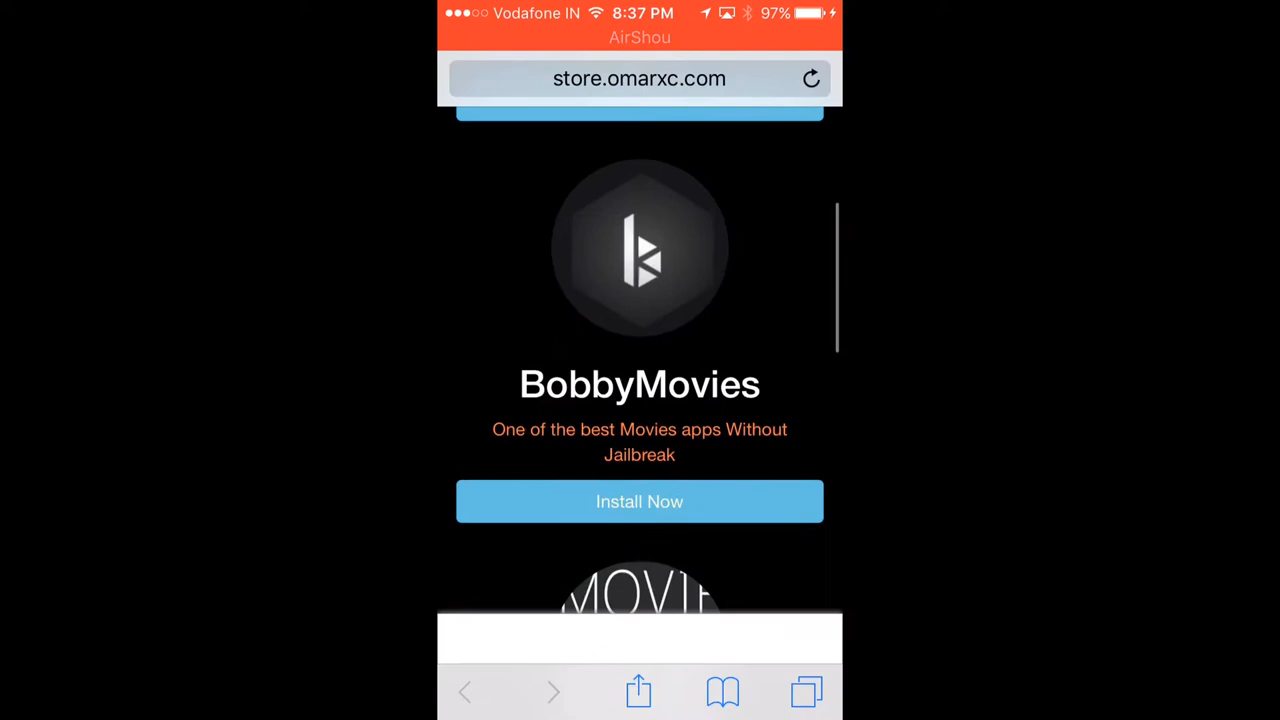 Vodafone IN 8:37 PM 97%
AirShou
store.omarxc.com
BobbyMovies
One of the best Movies apps Without
Jailbreak
Install Now
MOVIE